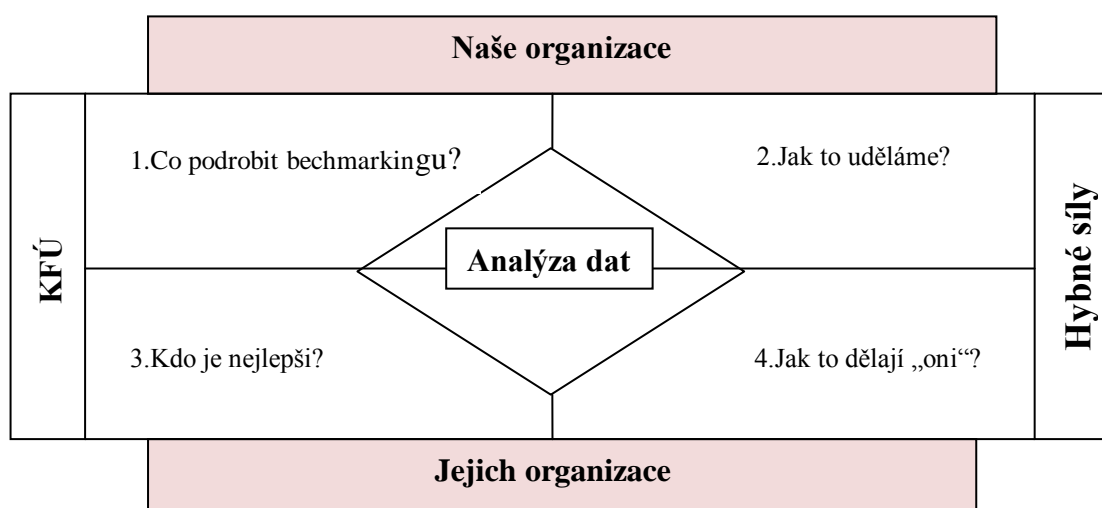 Naše organizace
1.Co podrobit bechmarkingu?
2.Jak to uděláme?
KFÚ
Analýza dat
Hybné síly
3.Kdo je nejlepši?
4.Jak to dělají „oni“?
Jejich organizace